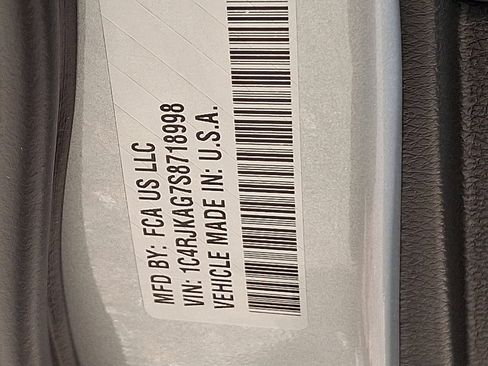 MFD BY: FCA US LLC
VIN: 1C4RJKAG7S8718998
VEHICLE MADE IN: U.S.A.